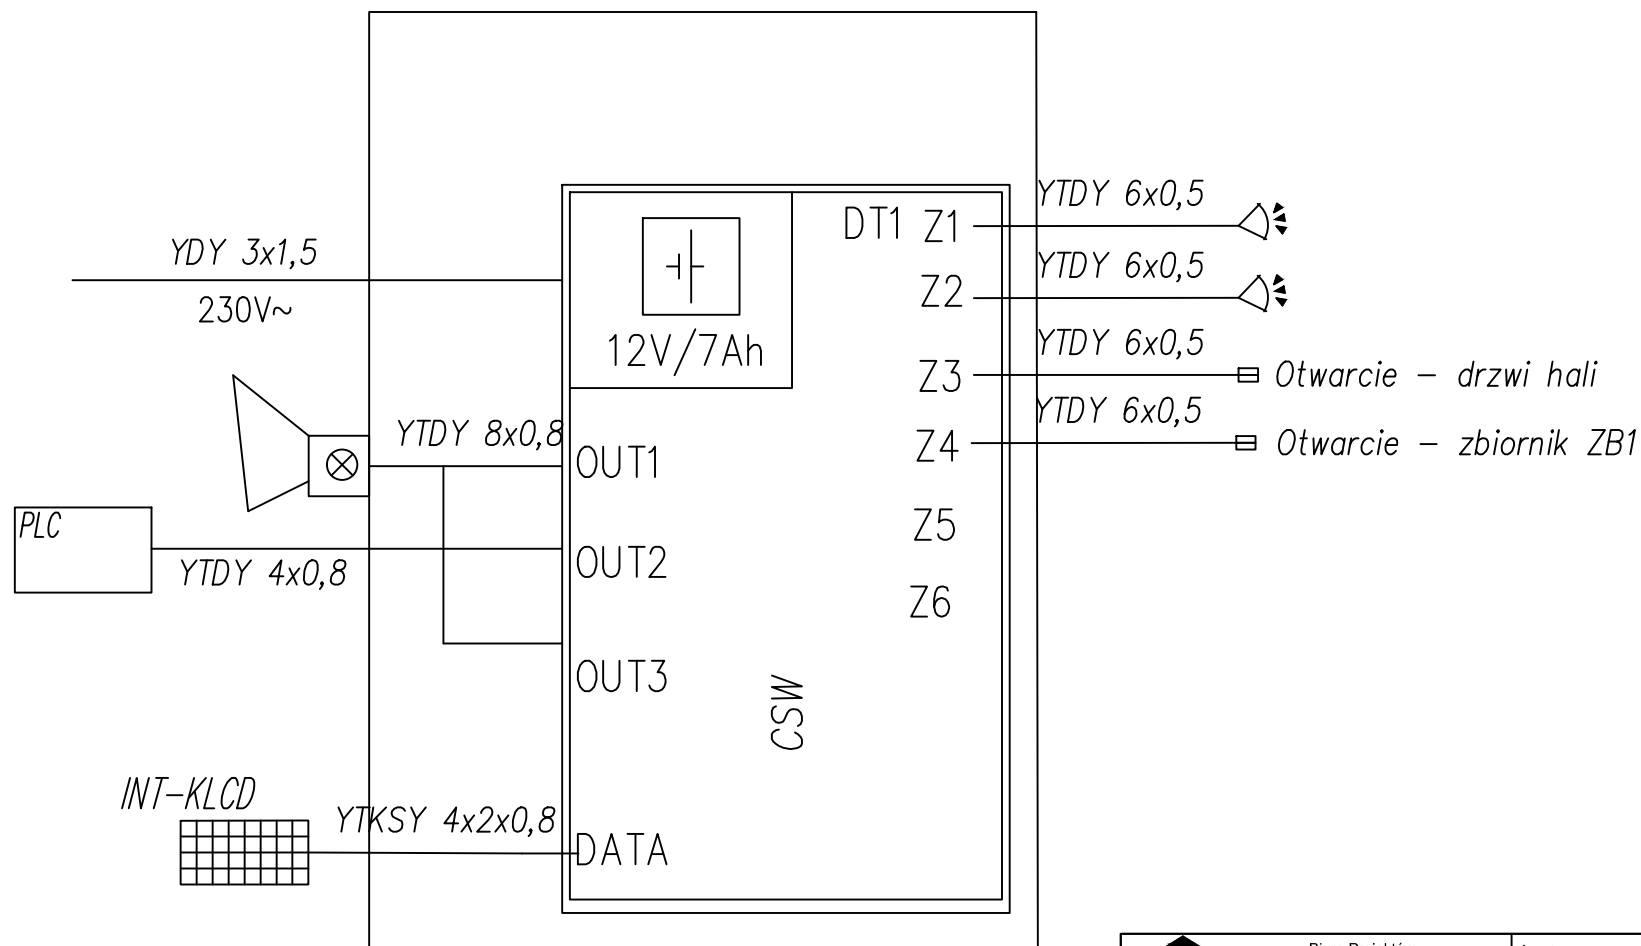 YDY 3x1,5
230V~
12V/7Ah
DT1 Z1
YTDY 6x0,5
Z2
YTDY 6x0,5
Z3
YTDY 6x0,5
Otwarcie – drzwi hali
Z4
YTDY 6x0,5
Otwarcie – zbiornik ZB1
Z5
Z6
YTDY 8x0,8
OUT1
PLC
YTDY 4x0,8
OUT2
OUT3
CSW
INT-KLCD
YTKSY 4x2x0,8
DATA